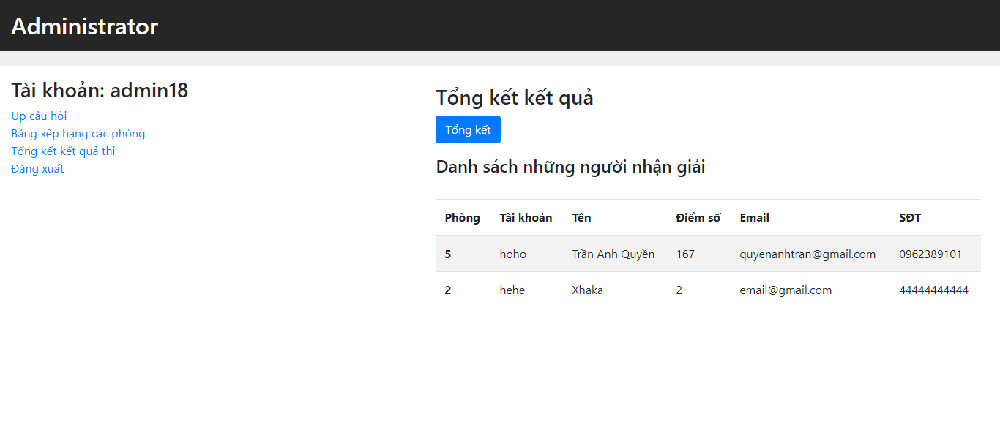 Administrator
Tài khoản: admin18
Up câu hỏi
Bảng xếp hạng các phòng
Tổng kết kết quả thi
Đăng xuất
Tổng kết kết quả
Tổng kết
Danh sách những người nhận giải
Phòng Tài khoản Tên Điểm số Email SĐT
5 hoho Trần Anh Quyền 167 quyenanhtran@gmail.com 0962389101
2 hehe Xhaka 2 email@gmail.com 44444444444